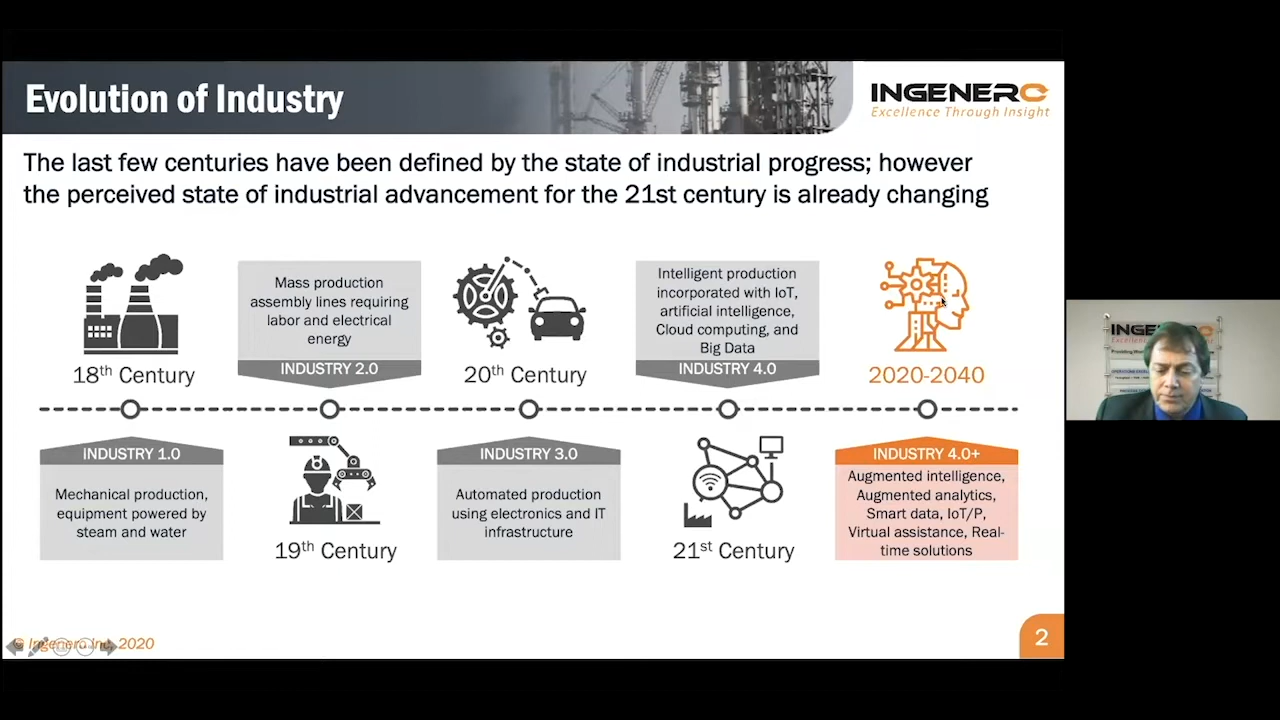 Evolution of Industry
INGENERO
Excellence Through Insight
The last few centuries have been defined by the state of industrial progress; however
the perceived state of industrial advancement for the 21st century is already changing
18th Century
Mass production
assembly lines requiring
labor and electrical
energy
INDUSTRY 2.0
20th Century
Intelligent production
incorporated with IoT,
artificial intelligence,
Cloud computing, and
Big Data
INDUSTRY 4.0
2020-2040
INDUSTRY 1.0
Mechanical production,
equipment powered by
steam and water
19th Century
INDUSTRY 3.0
Automated production
using electronics and IT
infrastructure
21st Century
INDUSTRY 4.0+
Augmented intelligence,
Augmented analytics,
Smart data, IoT/P,
Virtual assistance, Real-
time solutions
© Ingenero Inc, 2020
2
INGENERO